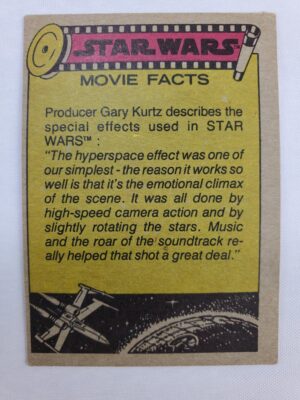 STAR WARS
MOVIE FACTS
Producer Gary Kurtz describes the
special effects used in STAR
WARS™ :
"The hyperspace effect was one of
our simplest - the reason it works so
well is that it's the emotional climax
of the scene. It was all done by
high-speed camera action and by
slightly rotating the stars. Music
and the roar of the soundtrack re-
ally helped that shot a great deal."